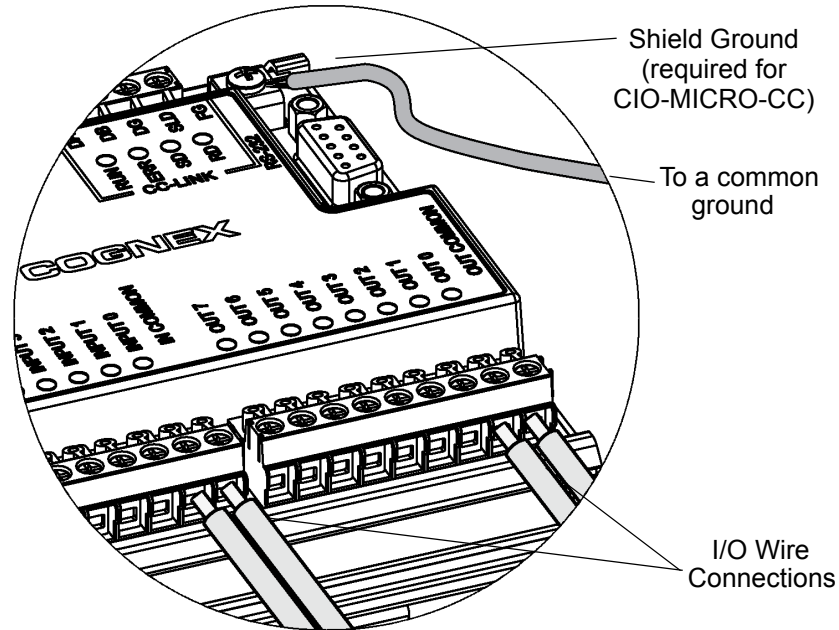 Shield Ground
(required for
CIO-MICRO-CC)
To a common
ground
I/O Wire
Connections
DB
DG
SLD
FG
RUN
ERR
SD
RD
CC-LINK
RS-232
COGNEX
INPUT 3
INPUT 2
INPUT 1
INPUT 0
IN COMMON
OUT 7
OUT 6
OUT 5
OUT 4
OUT 3
OUT 2
OUT 1
OUT 0
OUT COMMON